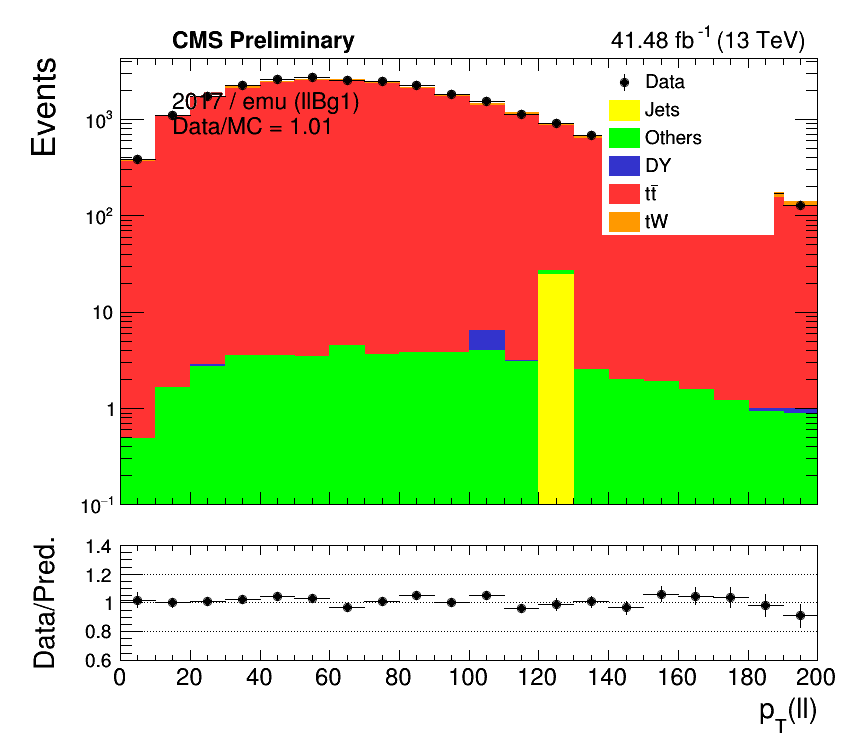 CMS Preliminary
41.48 fb⁻¹ (13 TeV)
Events
2017 / emu (llBg1)
Data/MC = 1.01
Data
Jets
Others
DY
tt̄
tW
10³
10²
10
1
10⁻¹
Data/Pred.
1.4
1.2
1
0.8
0.6
0 20 40 60 80 100 120 140 160 180 200
p_T(ll)